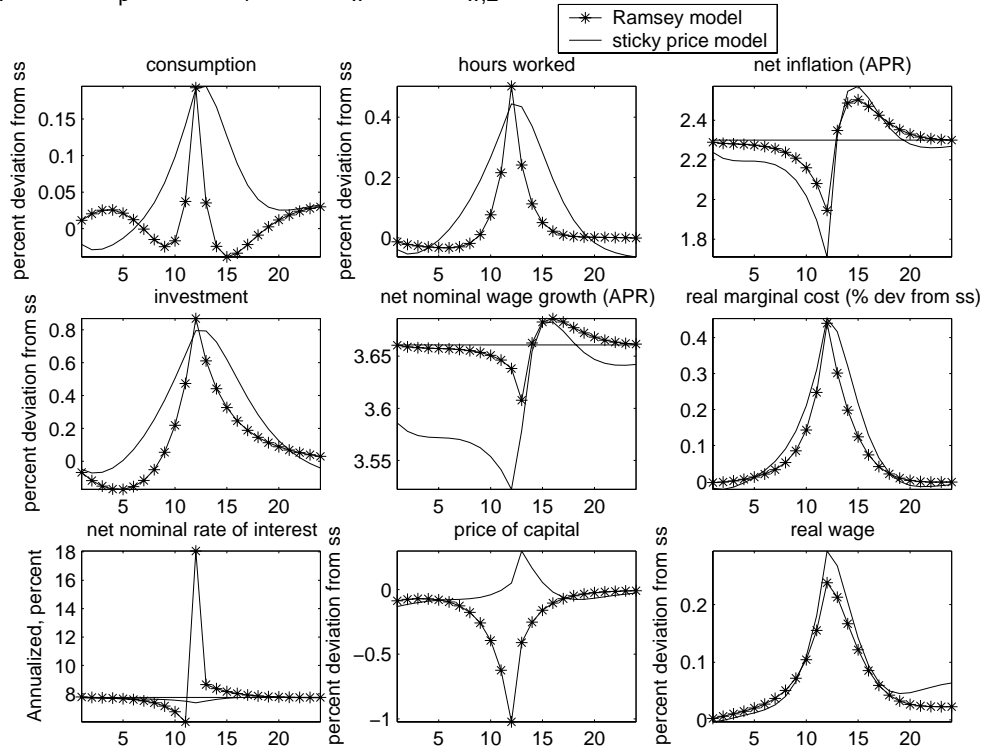 Ramsey model
sticky price model
consumption
hours worked
net inflation (APR)
percent deviation from ss
0.15
0.1
0.05
0
5 10 15 20
percent deviation from ss
0.4
0.2
0
5 10 15 20
2.4
2.2
2
1.8
5 10 15 20
investment
net nominal wage growth (APR)
real marginal cost (% dev from ss)
percent deviation from ss
0.8
0.6
0.4
0.2
0
5 10 15 20
3.65
3.6
3.55
5 10 15 20
0.4
0.3
0.2
0.1
0
5 10 15 20
net nominal rate of interest
price of capital
real wage
Annualized, percent
18
16
14
12
10
8
5 10 15 20
percent deviation from ss
0
−0.5
−1
5 10 15 20
percent deviation from ss
0.2
0.1
0
5 10 15 20